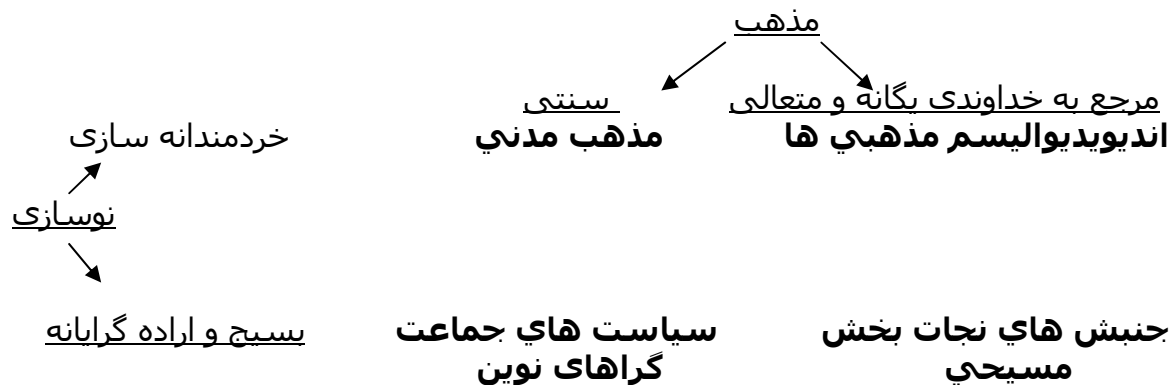 مذهب
مرجع به خداوندی یگانه و متعالی سنتی
اندیویدیوالیسم مذهبي ها مذهب مدني خردمندانه سازی
نوسازی
جنبش هاي نجات بخش سیاست هاي جماعت بسیج و اراده گرایانه
مسیحي گراهای نوین